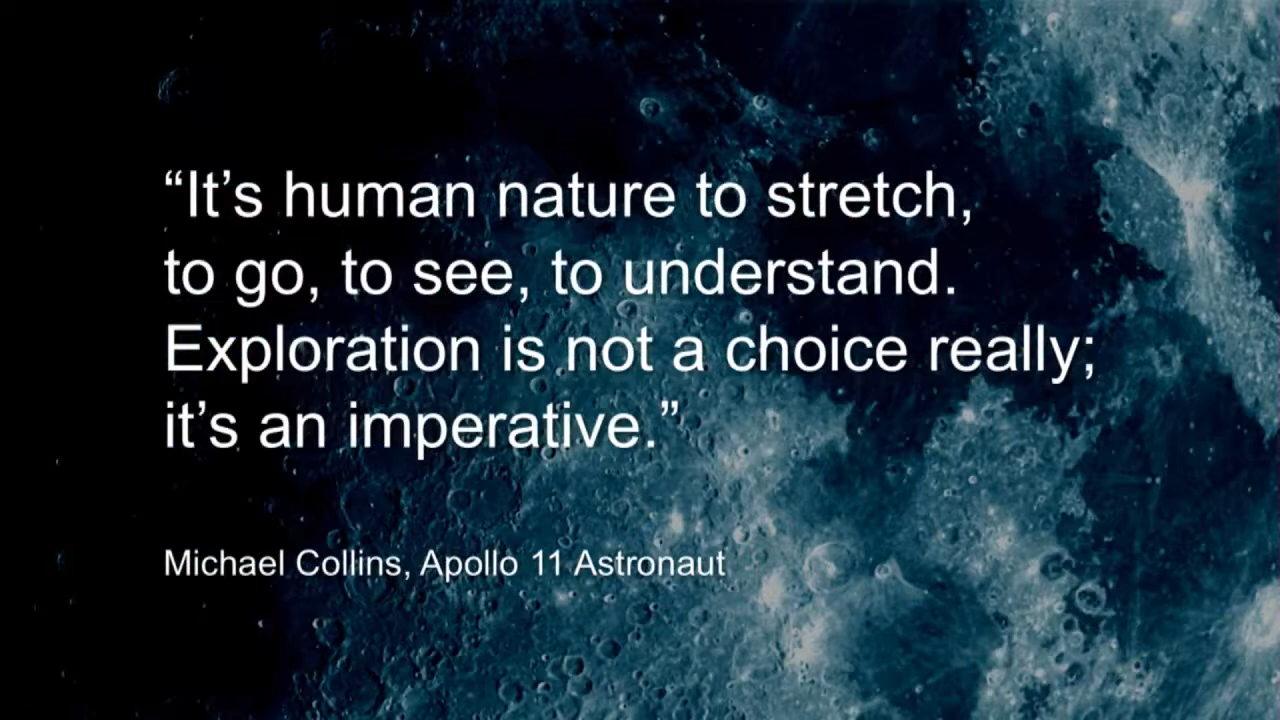 “It’s human nature to stretch,
to go, to see, to understand.
Exploration is not a choice really;
it’s an imperative.”
Michael Collins, Apollo 11 Astronaut